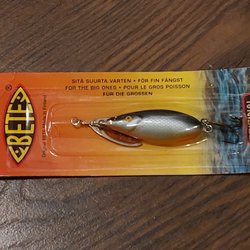 BETE
®
SITÄ SUURTA VARTEN • FÖR FIN FÅNGST
FOR THE BIG ONES • POUR LE GROS POISSON
FÜR DIE GROSSEN